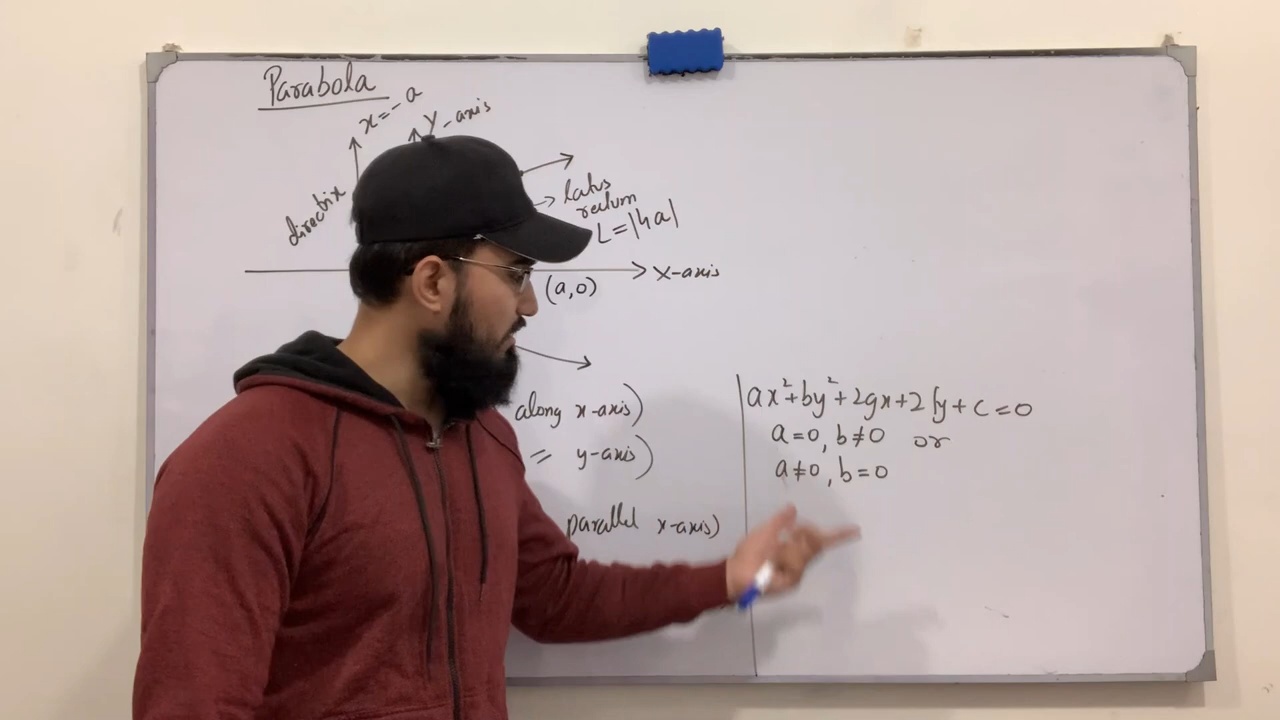 Parabola
x=-a
Y-axis
directrix
latus
rectum
L=|4a|
X-axis
(a,0)
along x-axis)
= y-axis)
parallel x-axis)
ax²+by²+2gx+2fy+c=0
a=0, b≠0 or
a≠0, b=0